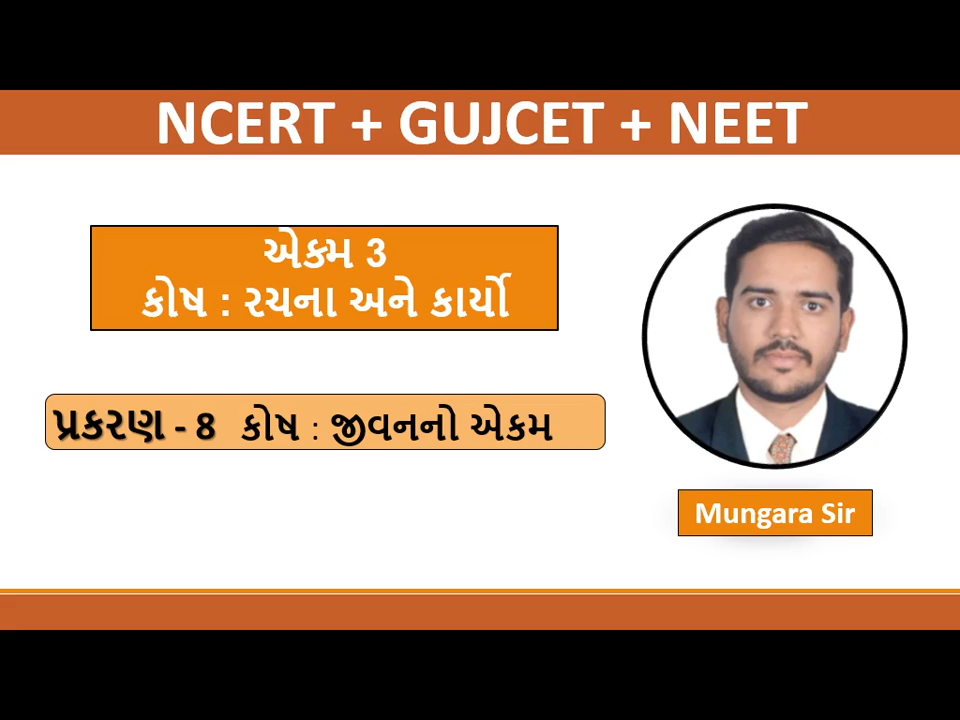 NCERT + GUJCET + NEET
એકમ 3
કોષ : રચના અને કાર્યો
પ્રકરણ - 8 કોષ : જીવનનો એકમ
Mungara Sir